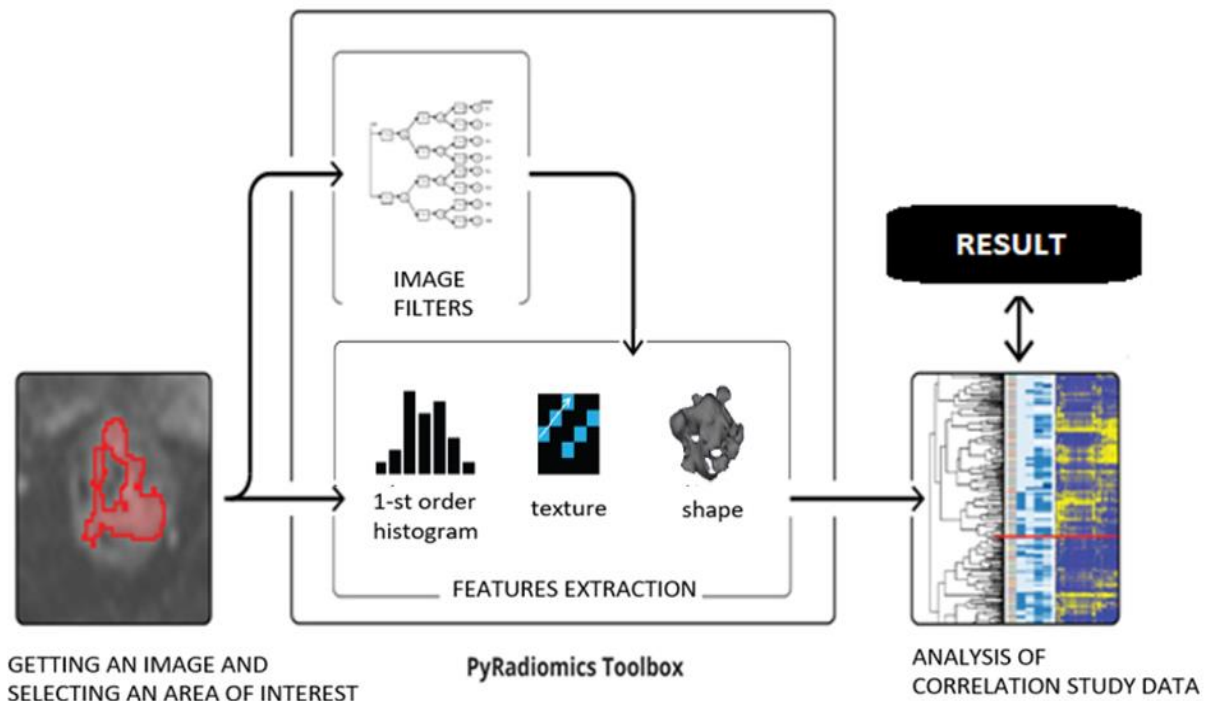 IMAGE
FILTERS
RESULT
1-st order
histogram
texture
shape
FEATURES EXTRACTION
GETTING AN IMAGE AND
SELECTING AN AREA OF INTEREST
PyRadiomics Toolbox
ANALYSIS OF
CORRELATION STUDY DATA